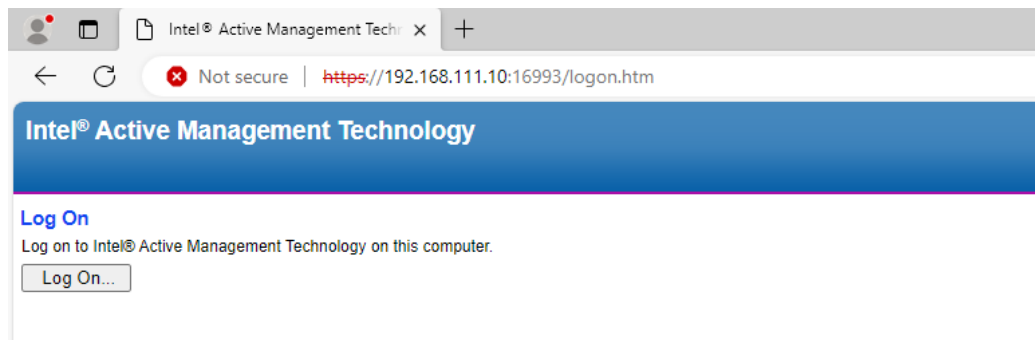 Intel® Active Management Techn
Not secure | https://192.168.111.10:16993/logon.htm
Intel® Active Management Technology
Log On
Log on to Intel® Active Management Technology on this computer.
Log On...